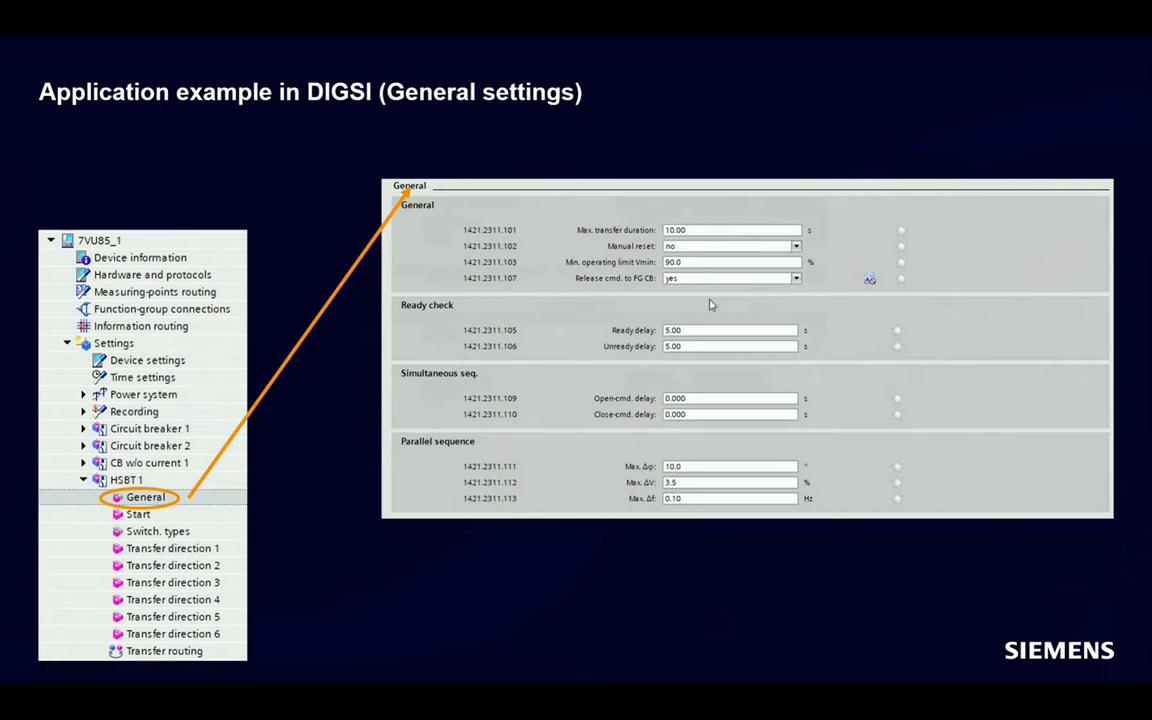 Application example in DIGSI (General settings)
7VU85_1
Device information
Hardware and protocols
Measuring-points routing
Function-group connections
Information routing
Settings
Device settings
Time settings
Power system
Recording
Circuit breaker 1
Circuit breaker 2
CB w/o current 1
HSBT 1
General
Start
Switch. types
Transfer direction 1
Transfer direction 2
Transfer direction 3
Transfer direction 4
Transfer direction 5
Transfer direction 6
Transfer routing
General
General
1421.2311.101 Max. transfer duration: 10.00 s
1421.2311.102 Manual reset: no
1421.2311.103 Min. operating limit Vmin: 90.0 %
1421.2311.107 Release cmd. to FG CB: yes
Ready check
1421.2311.105 Ready delay: 5.00 s
1421.2311.106 Unready delay: 5.00 s
Simultaneous seq.
1421.2311.109 Open-cmd. delay: 0.000 s
1421.2311.110 Close-cmd. delay: 0.000 s
Parallel sequence
1421.2311.111 Max. Δφ: 10.0 °
1421.2311.112 Max. ΔV: 3.5 %
1421.2311.113 Max. Δf: 0.10 Hz
SIEMENS